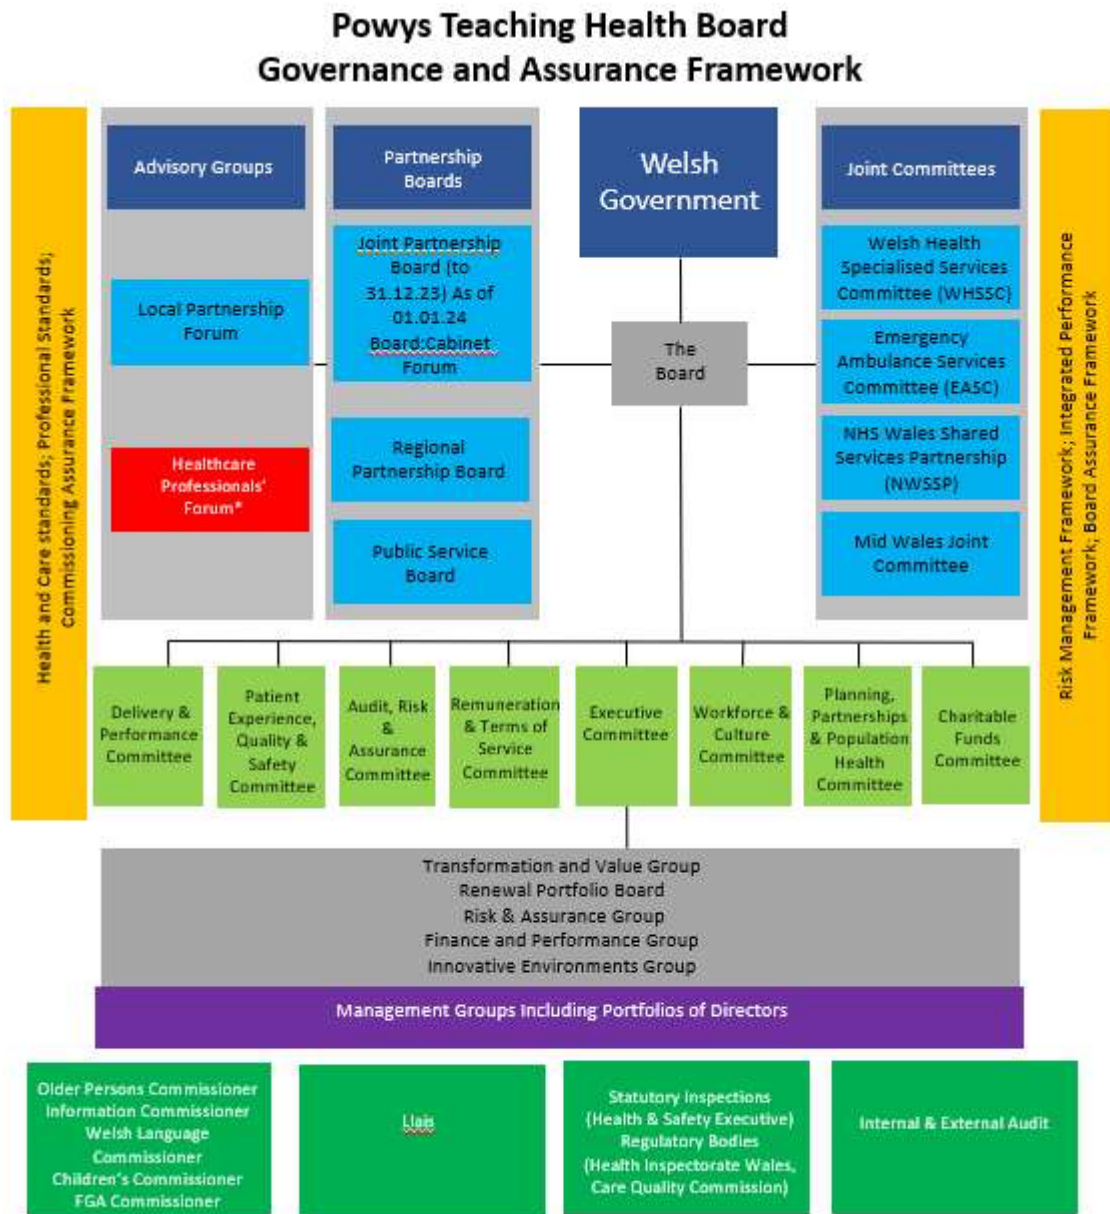 Powys Teaching Health Board
Governance and Assurance Framework
Health and Care standards; Professional Standards;
Commissioning Assurance Framework
Advisory Groups
Local Partnership
Forum
Healthcare
Professionals'
Forum*
Partnership
Boards
Joint Partnership
Board (to
31.12.23) As of
01.01.24
Board:Cabinet
Forum
Regional
Partnership Board
Public Service
Board
Welsh
Government
The
Board
Joint Committees
Welsh Health
Specialised Services
Committee (WHSSC)
Emergency
Ambulance Services
Committee (EASC)
NHS Wales Shared
Services Partnership
(NWSSP)
Mid Wales Joint
Committee
Risk Management Framework; Integrated Performance
Framework; Board Assurance Framework
Delivery &
Performance
Committee
Patient
Experience,
Quality &
Safety
Committee
Audit, Risk
&
Assurance
Committee
Remuneration
& Terms of
Service
Committee
Executive
Committee
Workforce &
Culture
Committee
Planning,
Partnerships
& Population
Health
Committee
Charitable
Funds
Committee
Transformation and Value Group
Renewal Portfolio Board
Risk & Assurance Group
Finance and Performance Group
Innovative Environments Group
Management Groups Including Portfolios of Directors
Older Persons Commissioner
Information Commissioner
Welsh Language
Commissioner
Children's Commissioner
FGA Commissioner
Llais
Statutory Inspections
(Health & Safety Executive)
Regulatory Bodies
(Health Inspectorate Wales,
Care Quality Commission)
Internal & External Audit